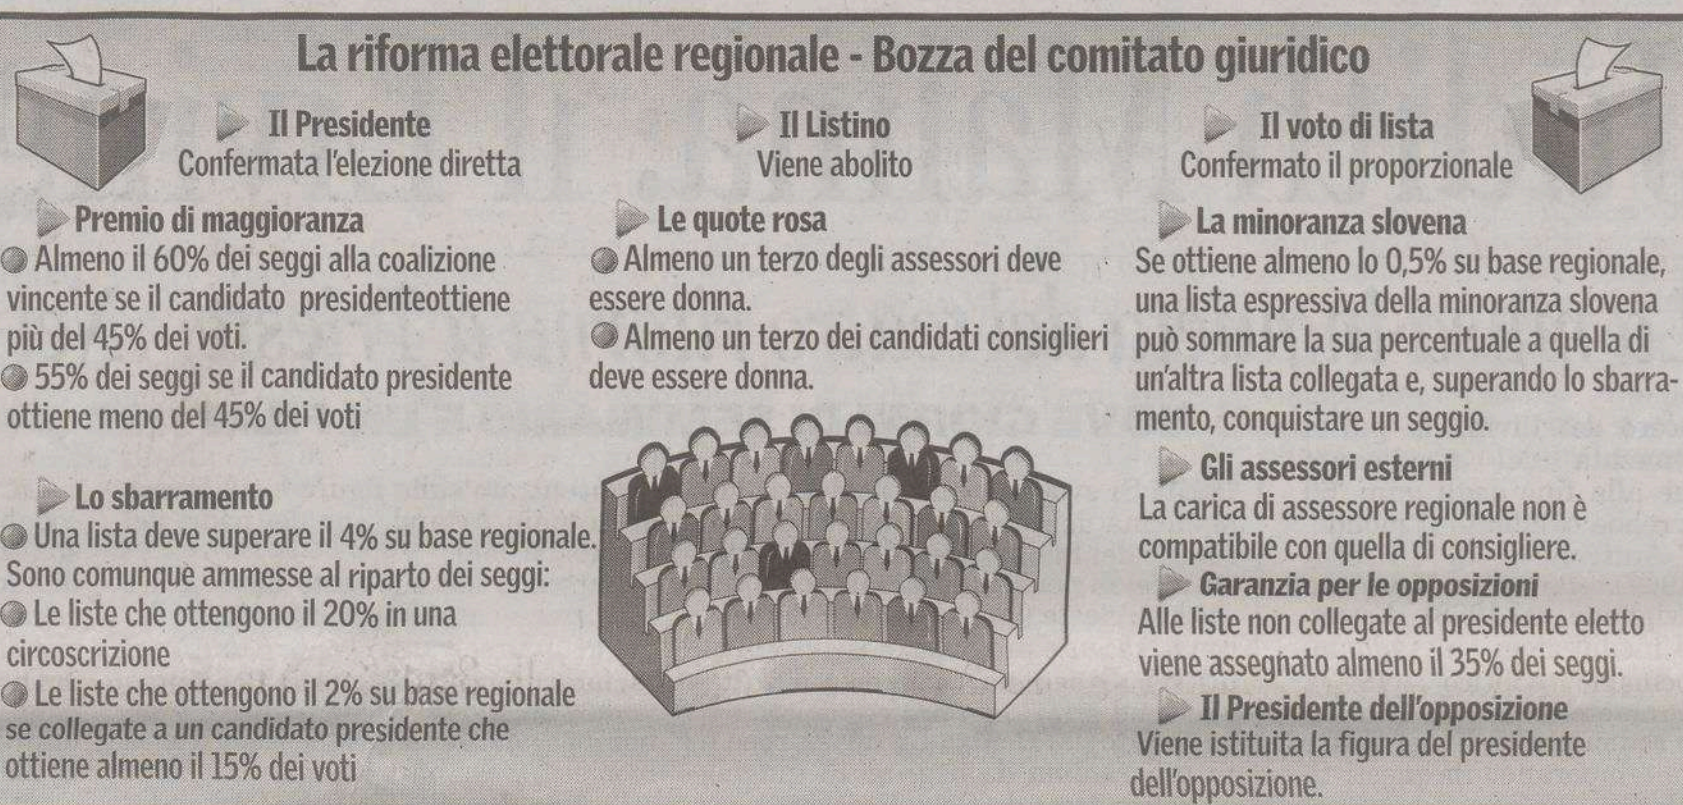 La riforma elettorale regionale - Bozza del comitato giuridico
Il Presidente
Confermata l'elezione diretta
Il Listino
Viene abolito
Il voto di lista
Confermato il proporzionale
Premio di maggioranza
Almeno il 60% dei seggi alla coalizione
vincente se il candidato presidenteottiene
più del 45% dei voti.
55% dei seggi se il candidato presidente
ottiene meno del 45% dei voti
Lo sbarramento
Una lista deve superare il 4% su base regionale.
Sono comunque ammesse al riparto dei seggi:
Le liste che ottengono il 20% in una
circoscrizione
Le liste che ottengono il 2% su base regionale
se collegate a un candidato presidente che
ottiene almeno il 15% dei voti
Le quote rosa
Almeno un terzo degli assessori deve
essere donna.
Almeno un terzo dei candidati consiglieri
deve essere donna.
La minoranza slovena
Se ottiene almeno lo 0,5% su base regionale,
una lista espressiva della minoranza slovena
può sommare la sua percentuale a quella di
un'altra lista collegata e, superando lo sbarra-
mento, conquistare un seggio.
Gli assessori esterni
La carica di assessore regionale non è
compatibile con quella di consigliere.
Garanzia per le opposizioni
Alle liste non collegate al presidente eletto
viene assegnato almeno il 35% dei seggi.
Il Presidente dell'opposizione
Viene istituita la figura del presidente
dell'opposizione.